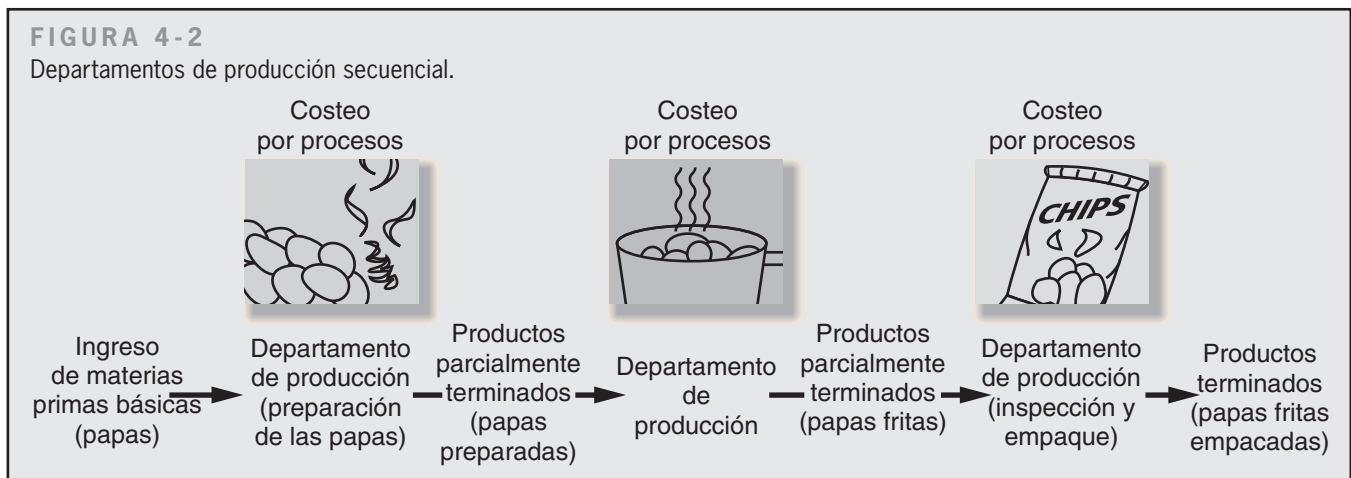 FIGURA 4-2
Departamentos de producción secuencial.
Costeo
por procesos
Costeo
por procesos
Costeo
por procesos
CHIPS
Ingreso
de materias
primas básicas
(papas)
Departamento
de producción
(preparación
de las papas)
Productos
parcialmente
terminados
(papas
preparadas)
Departamento
de
producción
Productos
parcialmente
terminados
(papas fritas)
Departamento
de producción
(inspección y
empaque)
Productos
terminados
(papas fritas
empacadas)